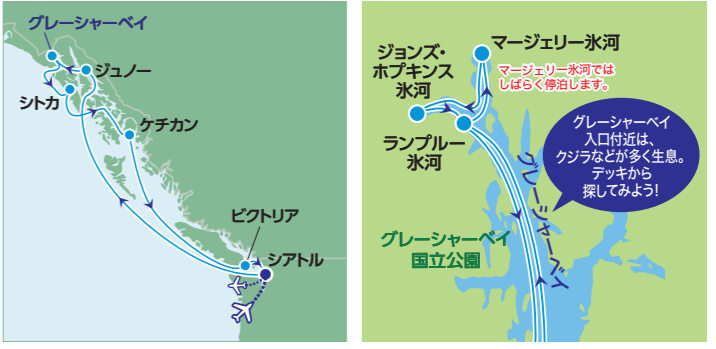 グレーシャーベイ
ジュノー
シトカ
ケチカン
ビクトリア
シアトル
マージェリー氷河
マージェリー氷河では
しばらく停泊します。
ジョンズ・
ホプキンス
氷河
ランプルー
氷河
グレーシャーベイ
入口付近は、
クジラなどが多く生息。
デッキから
探してみよう!
グレーシャーベイ
グレーシャーベイ
国立公園